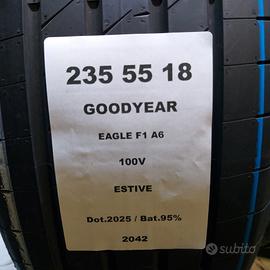 235 55 18
GOODYEAR
EAGLE F1 A6
100V
ESTIVE
Dot.2025 / Bat.95%
2042
subito